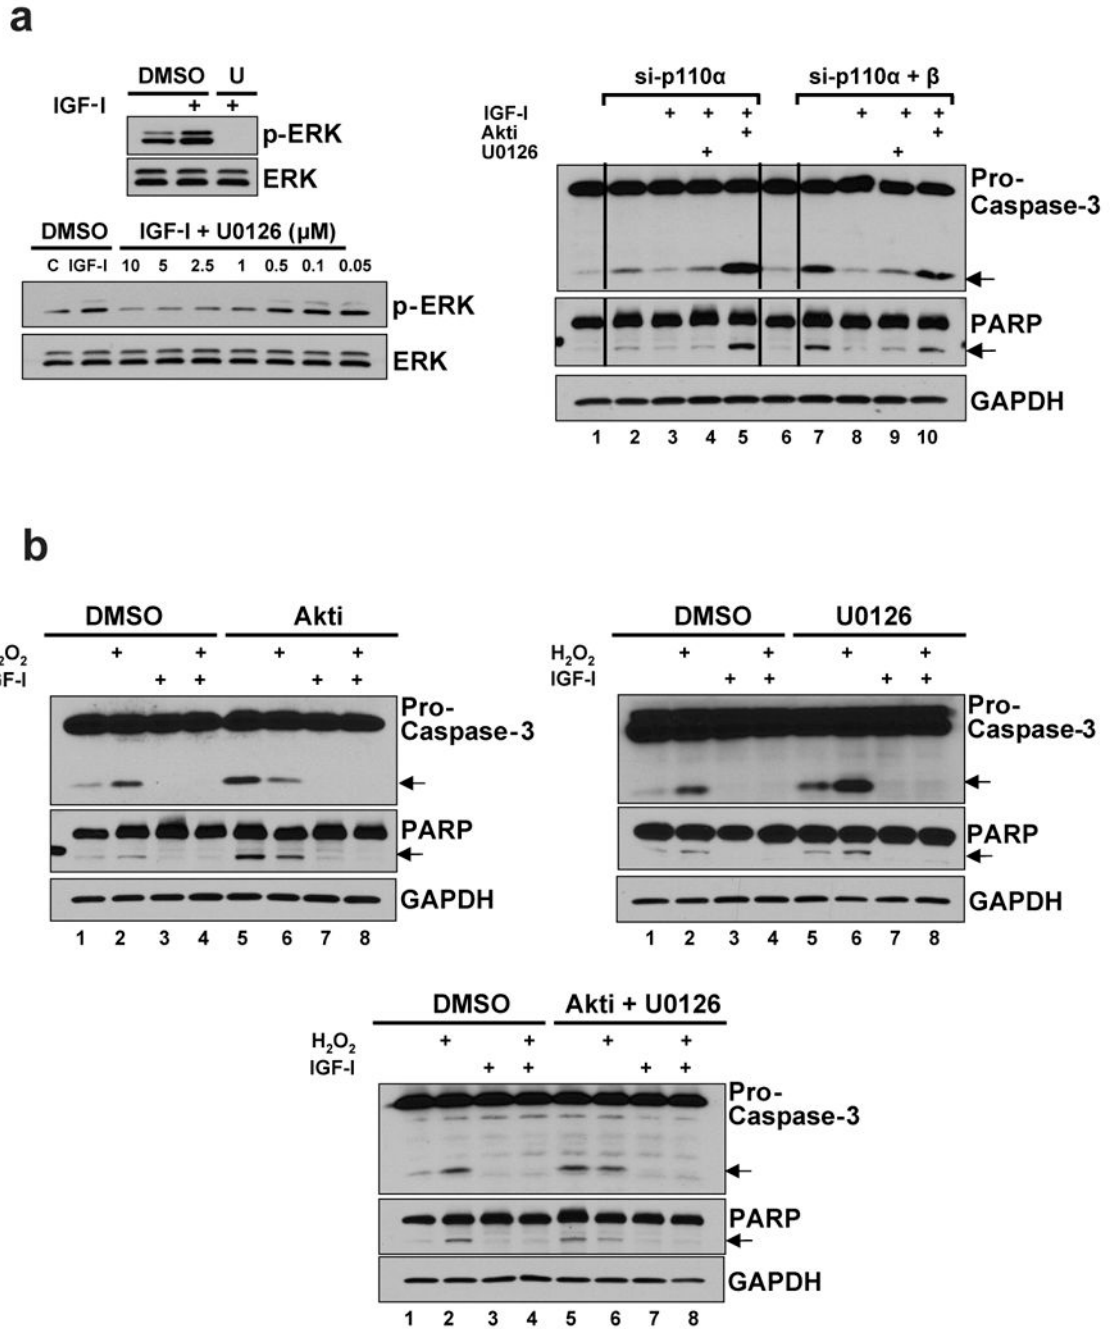 a
DMSO U
IGF-I + +
p-ERK
ERK
DMSO IGF-I + U0126 (µM)
C IGF-I 10 5 2.5 1 0.5 0.1 0.05
p-ERK
ERK
si-p110α si-p110α + β
IGF-I + + + + + +
Akti + +
U0126 + +
Pro-
Caspase-3
PARP
GAPDH
1 2 3 4 5 6 7 8 9 10
b
DMSO Akti
₂O₂ + + + +
F-I + + + +
Pro-
Caspase-3
PARP
GAPDH
1 2 3 4 5 6 7 8
DMSO U0126
H₂O₂ + + + +
IGF-I + + + +
Pro-
Caspase-3
PARP
GAPDH
1 2 3 4 5 6 7 8
DMSO Akti + U0126
H₂O₂ + + + +
IGF-I + + + +
Pro-
Caspase-3
PARP
GAPDH
1 2 3 4 5 6 7 8